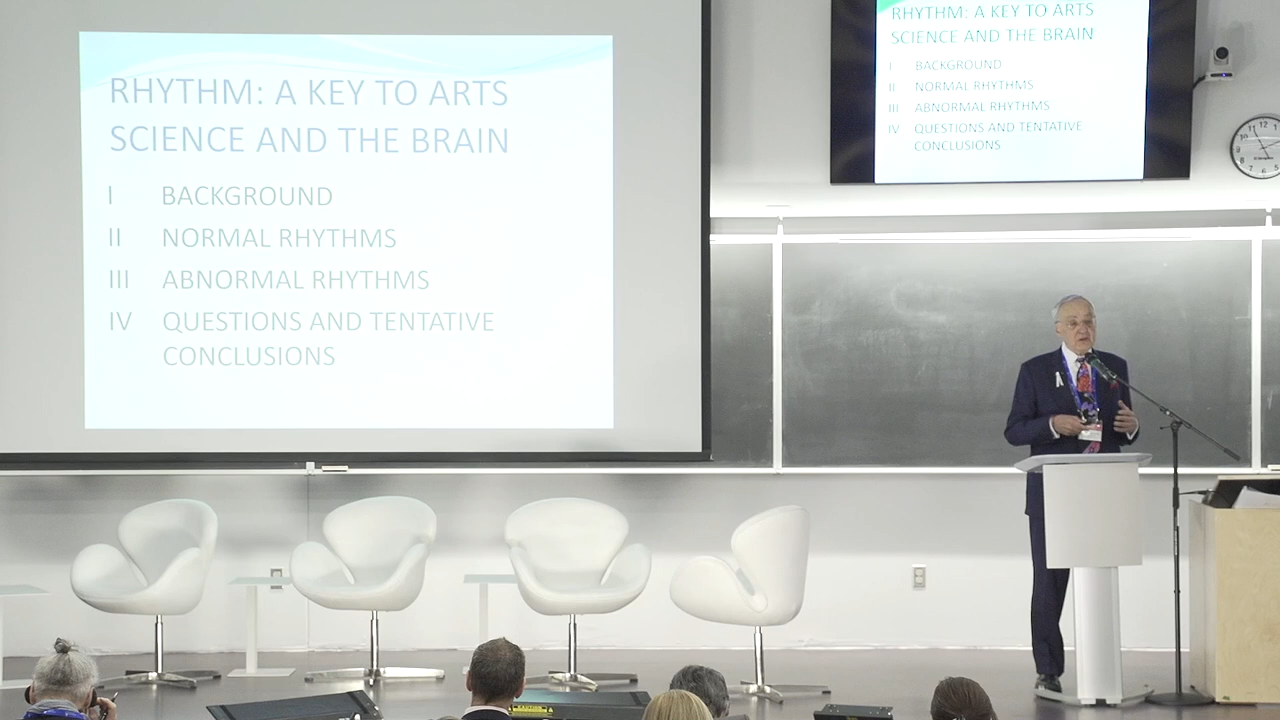 RHYTHM: A KEY TO ARTS
SCIENCE AND THE BRAIN
I BACKGROUND
II NORMAL RHYTHMS
III ABNORMAL RHYTHMS
IV QUESTIONS AND TENTATIVE
CONCLUSIONS
RHYTHM: A KEY TO ARTS
SCIENCE AND THE BRAIN
I BACKGROUND
II NORMAL RHYTHMS
III ABNORMAL RHYTHMS
IV QUESTIONS AND TENTATIVE
CONCLUSIONS